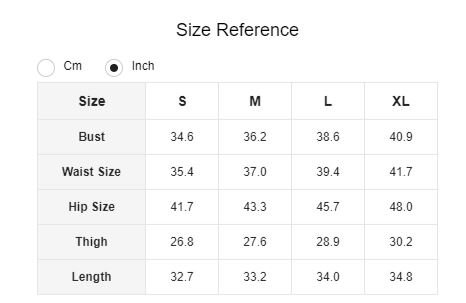 Size Reference
Cm Inch
Size S M L XL
Bust 34.6 36.2 38.6 40.9
Waist Size 35.4 37.0 39.4 41.7
Hip Size 41.7 43.3 45.7 48.0
Thigh 26.8 27.6 28.9 30.2
Length 32.7 33.2 34.0 34.8